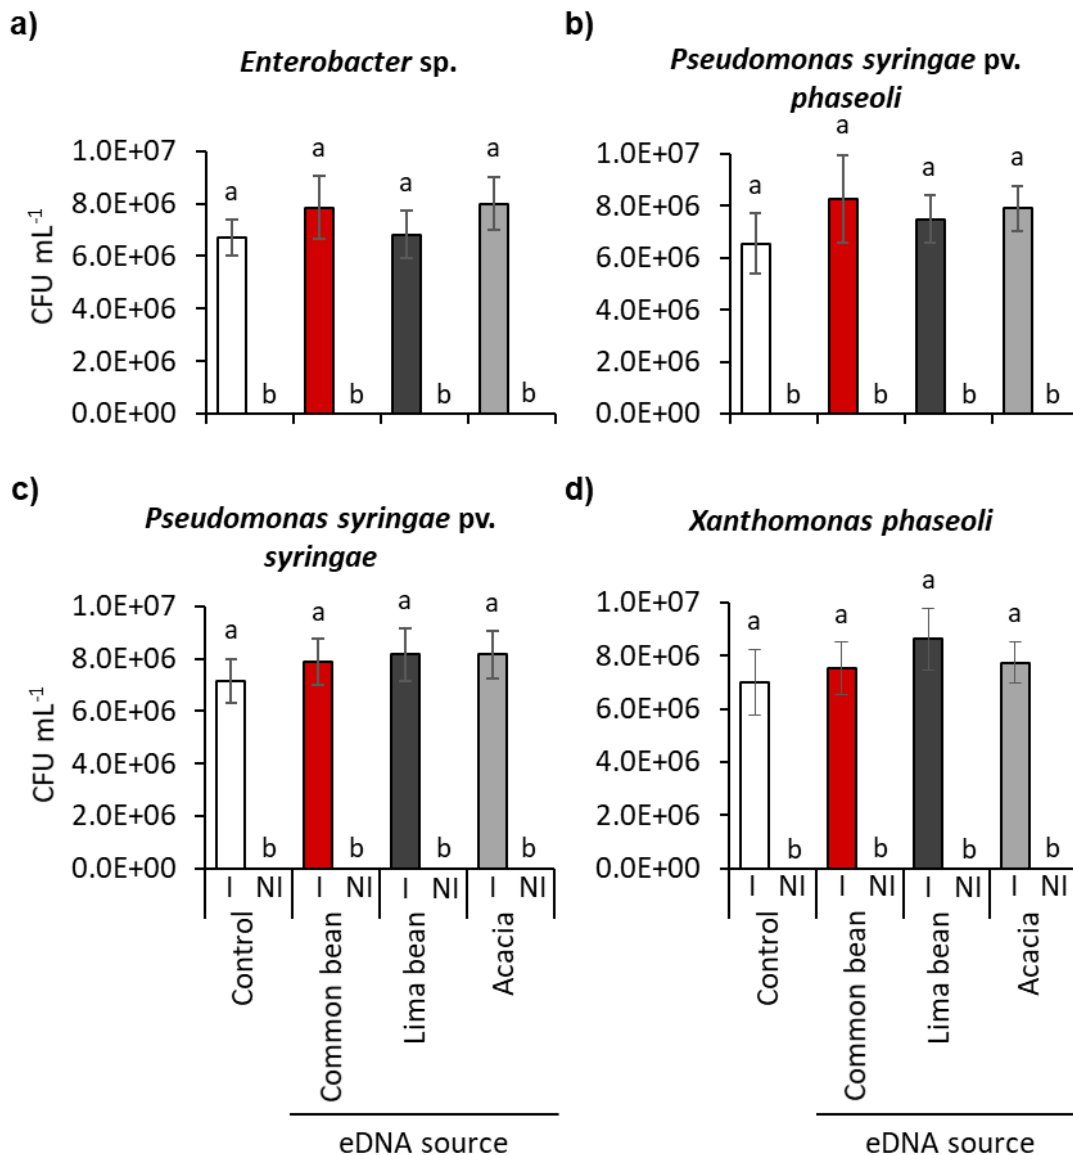 a)
Enterobacter sp.
CFU mL-1
1.0E+07
8.0E+06
6.0E+06
4.0E+06
2.0E+06
0.0E+00
a
b
a
b
a
b
a
b
b)
Pseudomonas syringae pv.
phaseoli
1.0E+07
8.0E+06
6.0E+06
4.0E+06
2.0E+06
0.0E+00
a
b
a
b
a
b
a
b
c)
Pseudomonas syringae pv.
syringae
CFU mL-1
1.0E+07
8.0E+06
6.0E+06
4.0E+06
2.0E+06
0.0E+00
a
b
a
b
a
b
a
b
I NI I NI I NI I NI
Control
Common bean
Lima bean
Acacia
eDNA source
d)
Xanthomonas phaseoli
1.0E+07
8.0E+06
6.0E+06
4.0E+06
2.0E+06
0.0E+00
a
b
a
b
a
b
a
b
I NI I NI I NI I NI
Control
Common bean
Lima bean
Acacia
eDNA source